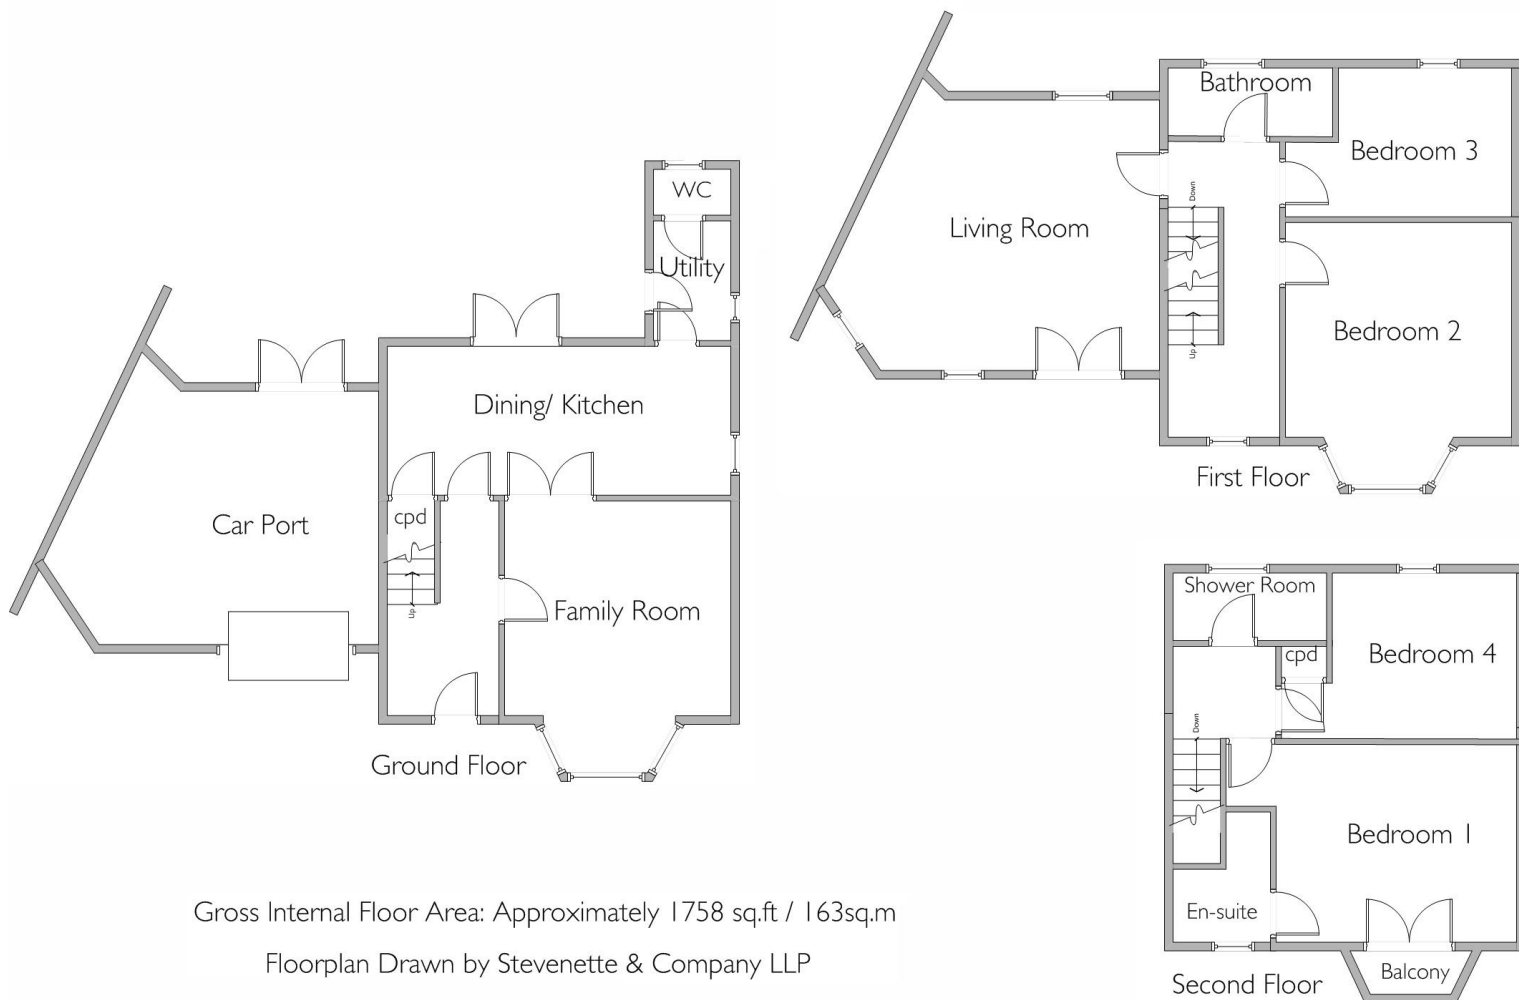 Bathroom
Bedroom 3
Down
Living Room
Up
Bedroom 2
First Floor
WC
Utility
Dining/ Kitchen
cpd
Car Port
Up
Family Room
Ground Floor
Shower Room
cpd
Bedroom 4
Down
Bedroom 1
En-suite
Balcony
Second Floor
Gross Internal Floor Area: Approximately 1758 sq.ft / 163sq.m
Floorplan Drawn by Stevenette & Company LLP